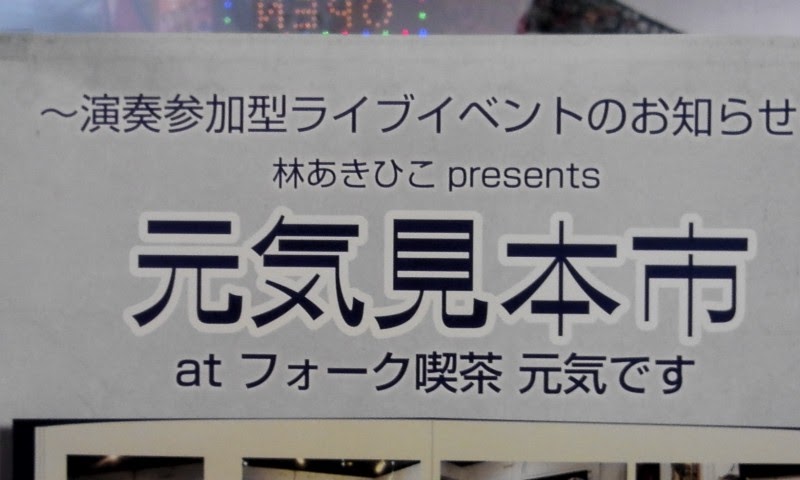 ～演奏参加型ライブイベントのお知らせ
林あきひこ presents
元気見本市
at フォーク喫茶 元気です